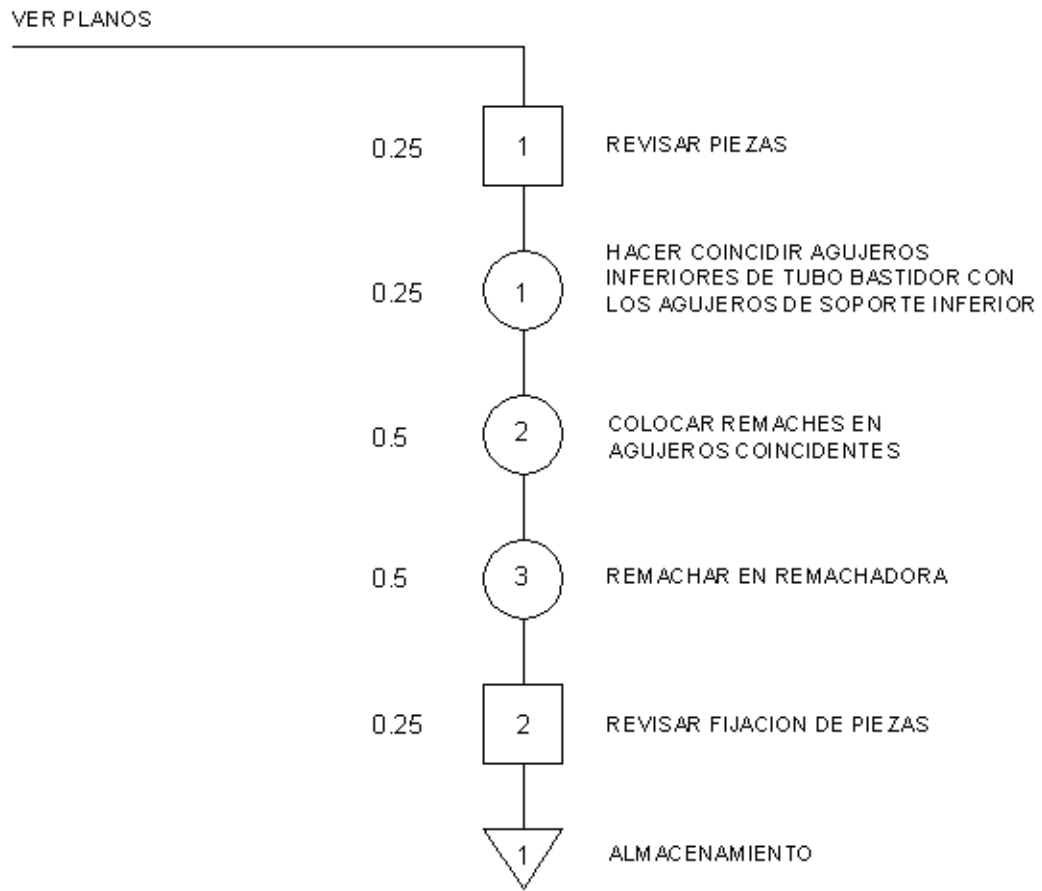 VER PLANOS
0.25 1 REVISAR PIEZAS
HACER COINCIDIR AGUJEROS
0.25 1 INFERIORES DE TUBO BASTIDOR CON
LOS AGUJEROS DE SOPORTE INFERIOR
0.5 2 COLOCAR REMACHES EN
AGUJEROS COINCIDENTES
0.5 3 REMACHAR EN REMACHADORA
0.25 2 REVISAR FIJACION DE PIEZAS
1 ALMACENAMIENTO